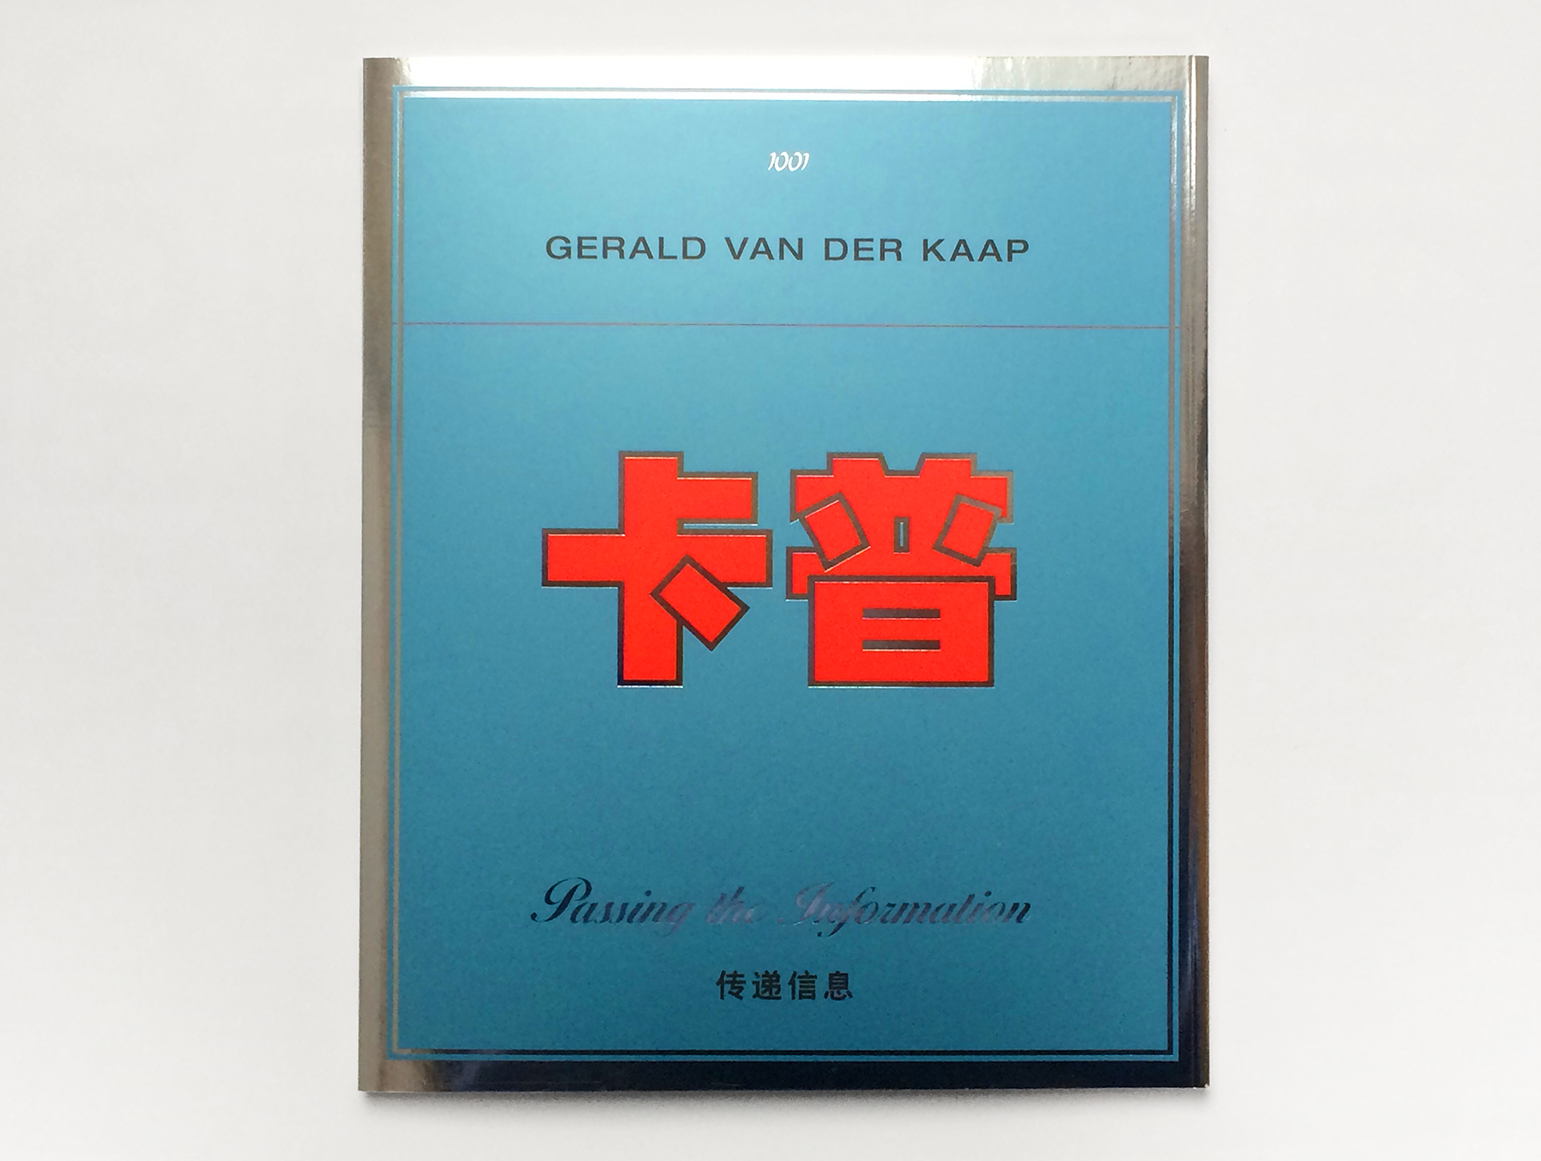 1001
GERALD VAN DER KAAP
卡普
Passing the Information
传递信息